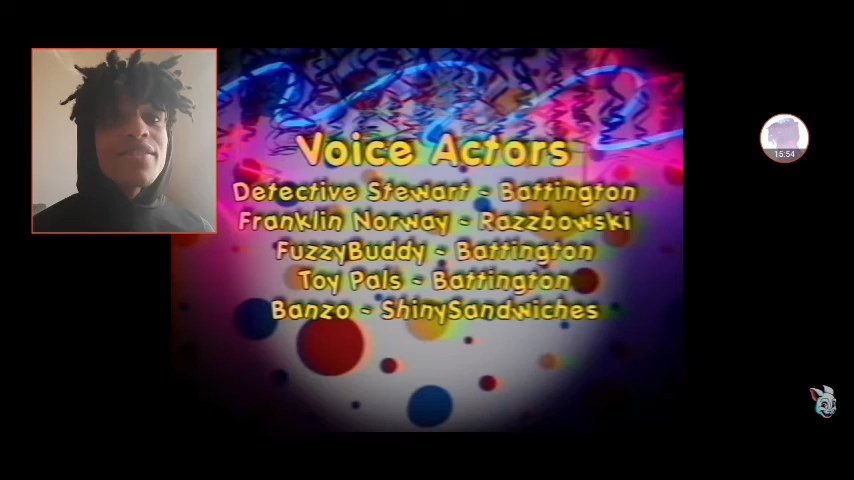 Voice Actors
Detective Stewart - Battington
Franklin Norway - Razzbowski
FuzzyBuddy - Battington
Toy Pals - Battington
Banzo - ShinySandwiches
15:54